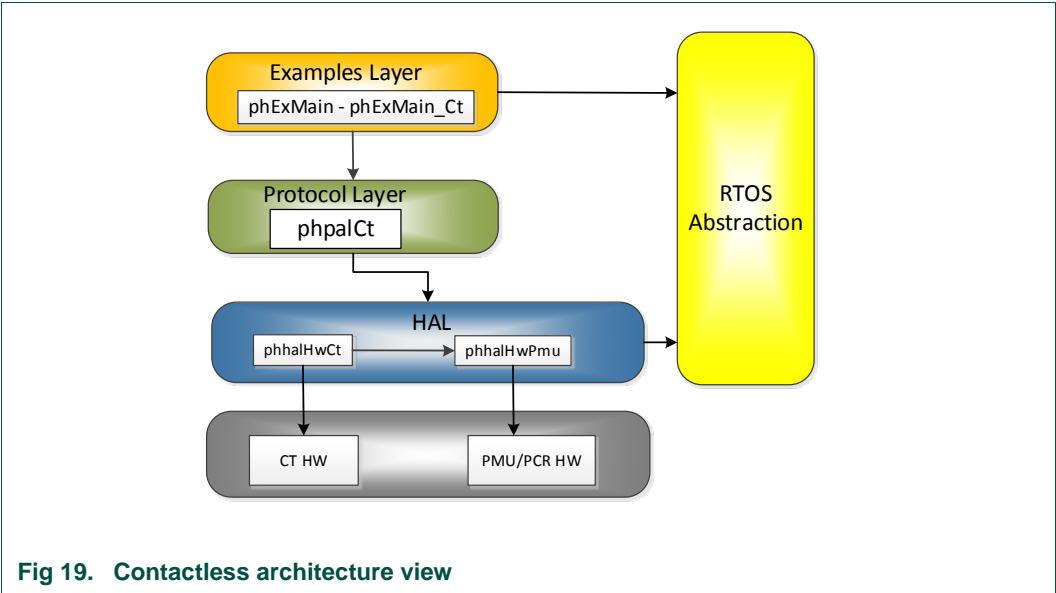 Examples Layer
phExMain - phExMain_Ct
Protocol Layer
phpalCt
RTOS
Abstraction
HAL
phhalHwCt
phhalHwPmu
CT HW
PMU/PCR HW
Fig 19. Contactless architecture view